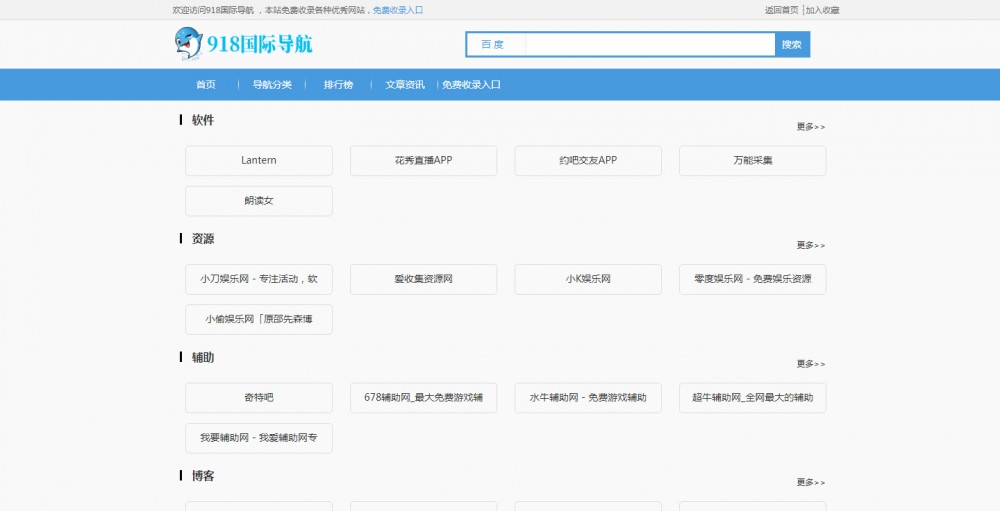 欢迎访问918国际导航 ，本站免费收录各种优秀网站，免费收录入口 返回首页 | 加入收藏
918国际导航 百 度 搜索
首页 导航分类 排行榜 文章资讯 免费收录入口
软件 更多>>
Lantern 花秀直播APP 约吧交友APP 万能采集
朗读女
资源 更多>>
小刀娱乐网 - 专注活动，软 爱收集资源网 小K娱乐网 零度娱乐网 - 免费娱乐资源
小偷娱乐网「原邵先森博
辅助 更多>>
奇特吧 678辅助网_最大免费游戏辅 水牛辅助网 - 免费游戏辅助 超牛辅助网_全网最大的辅助
我要辅助网 - 我爱辅助网专
博客 更多>>